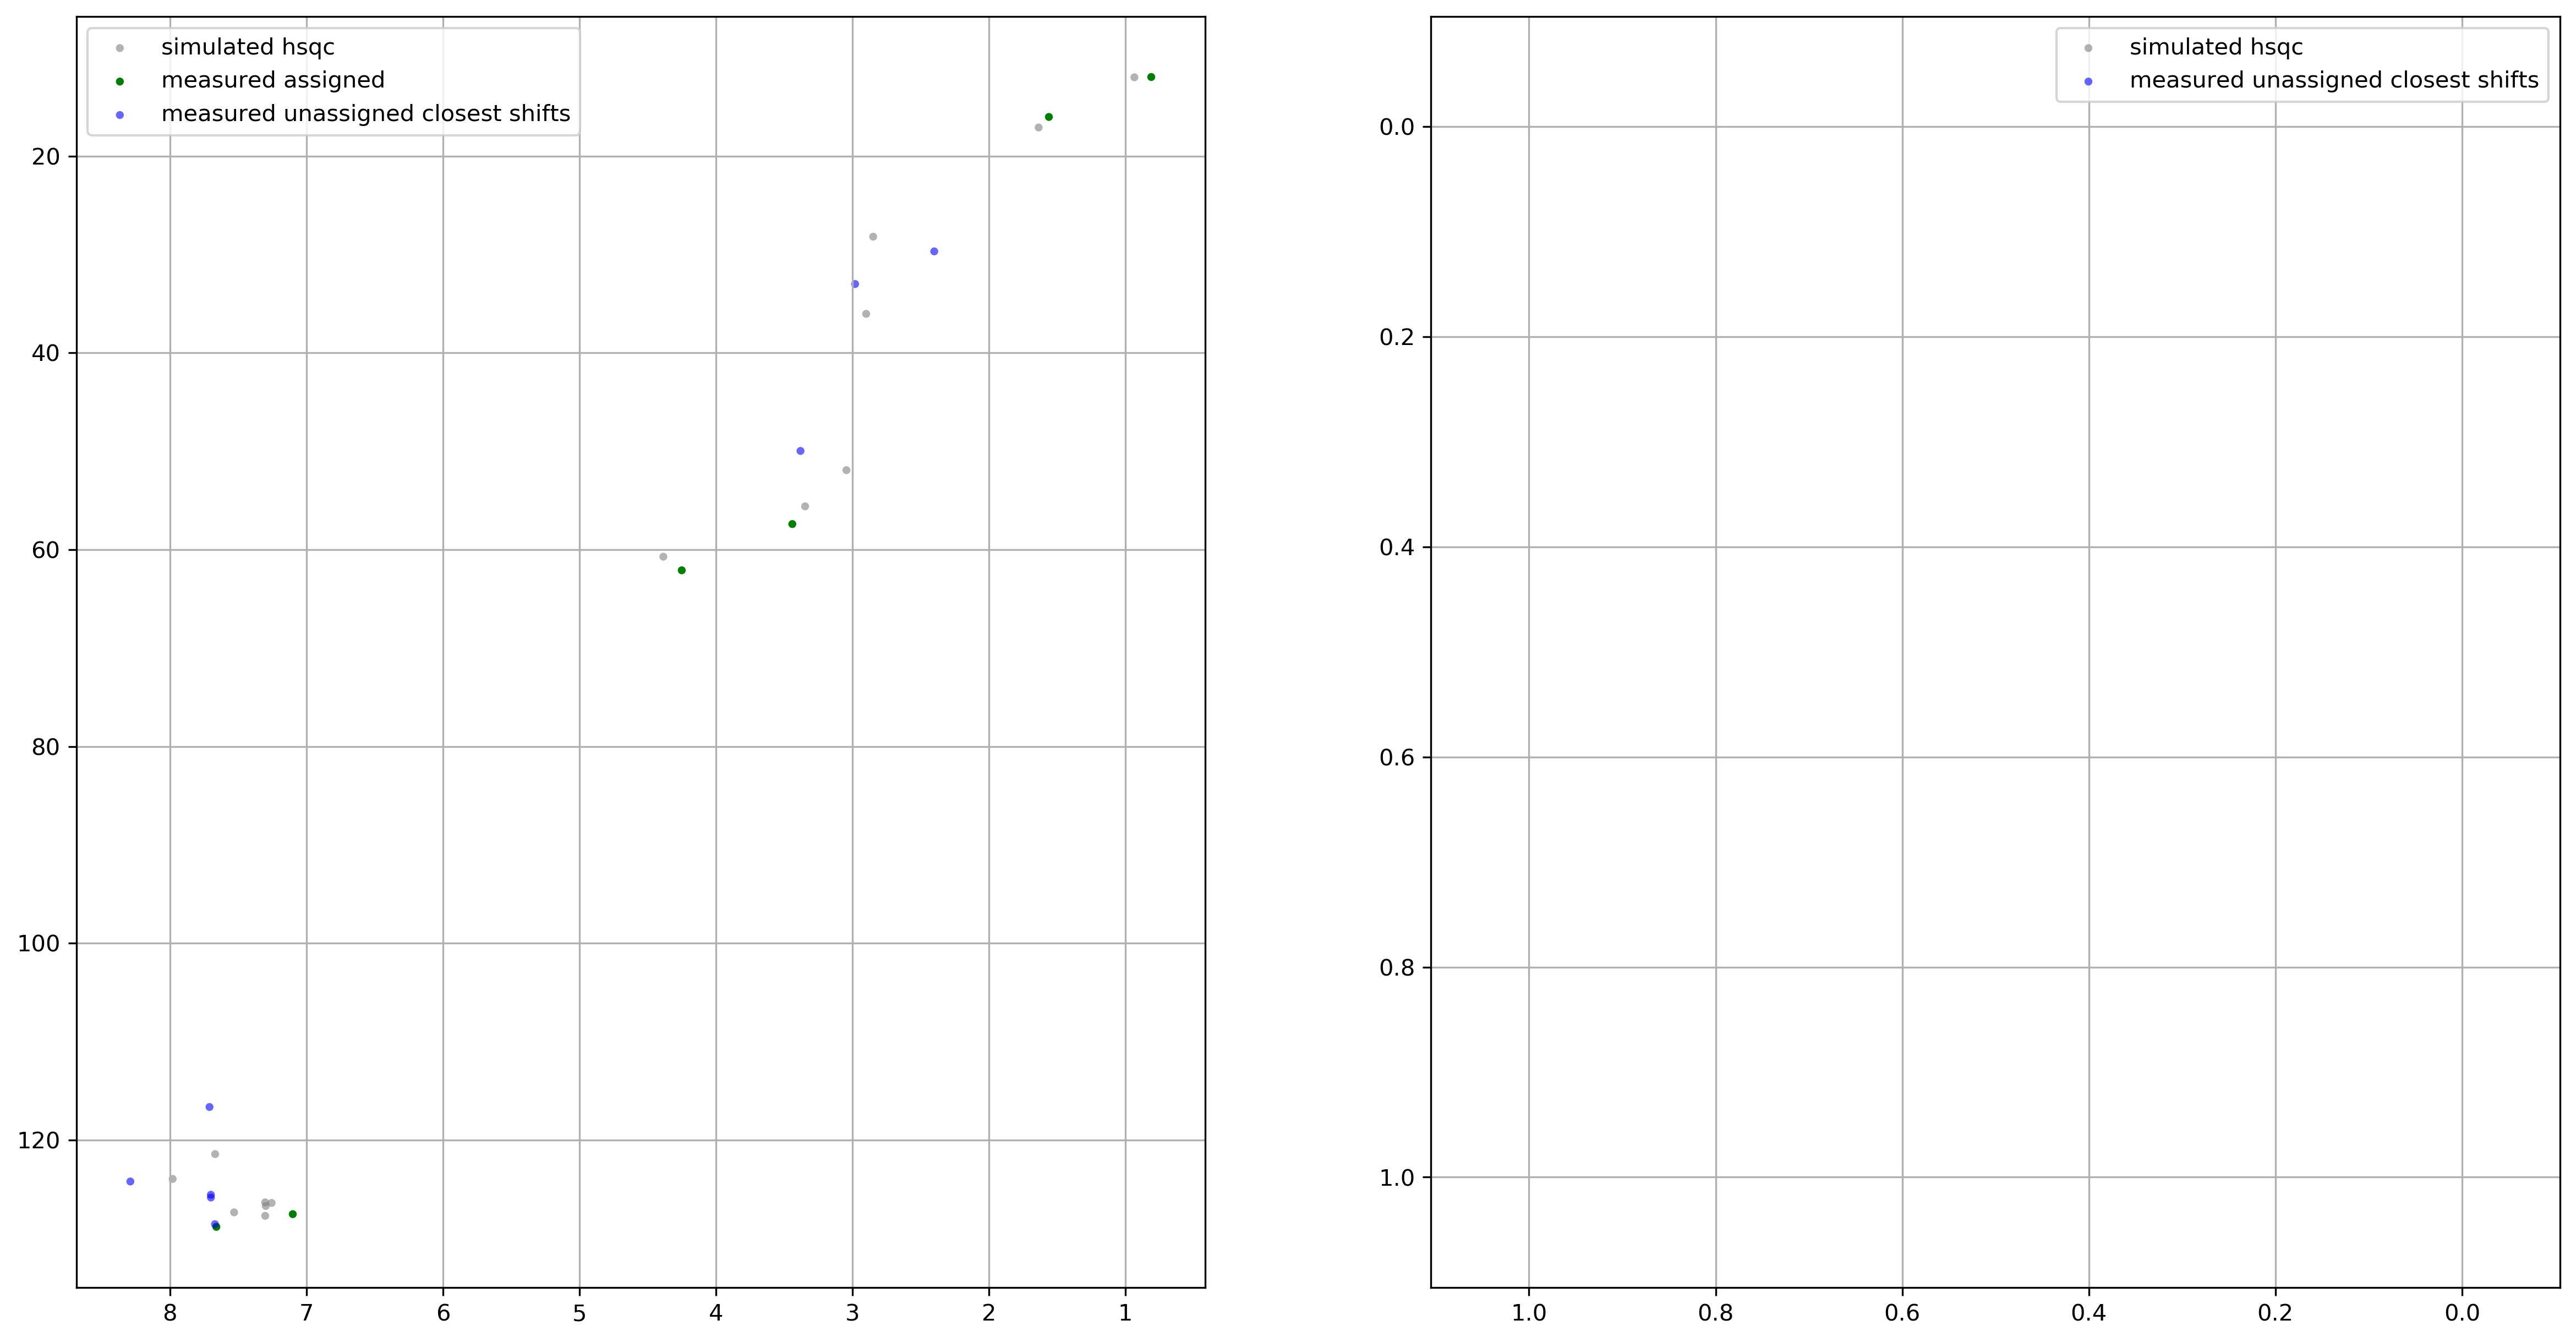 simulated hsqc
measured assigned
measured unassigned closest shifts
20
40
60
80
100
120
8 7 6 5 4 3 2 1
simulated hsqc
measured unassigned closest shifts
0.0
0.2
0.4
0.6
0.8
1.0
1.0 0.8 0.6 0.4 0.2 0.0